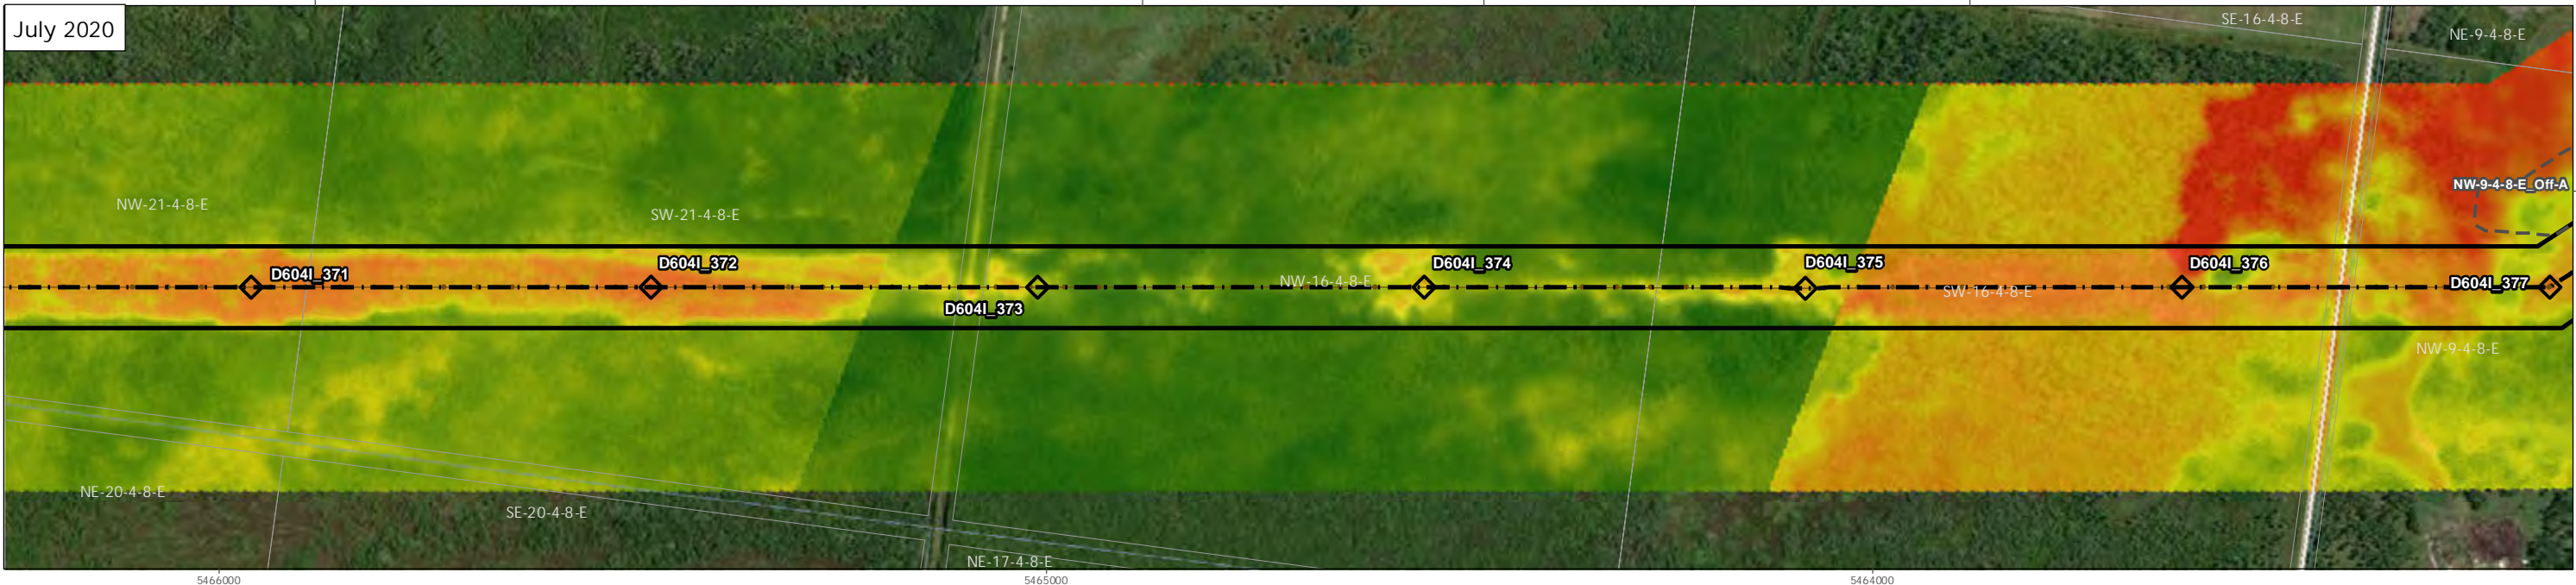 July 2020
SE-16-4-8-E
NE-9-4-8-E
NW-21-4-8-E
SW-21-4-8-E
NW-9-4-8-E_Off-A
D604I_371
D604I_372
D604I_373
NW-16-4-8-E
D604I_374
D604I_375
SW-16-4-8-E
D604I_376
D604I_377
NW-9-4-8-E
NE-20-4-8-E
SE-20-4-8-E
NE-17-4-8-E
5466000
5465000
5464000